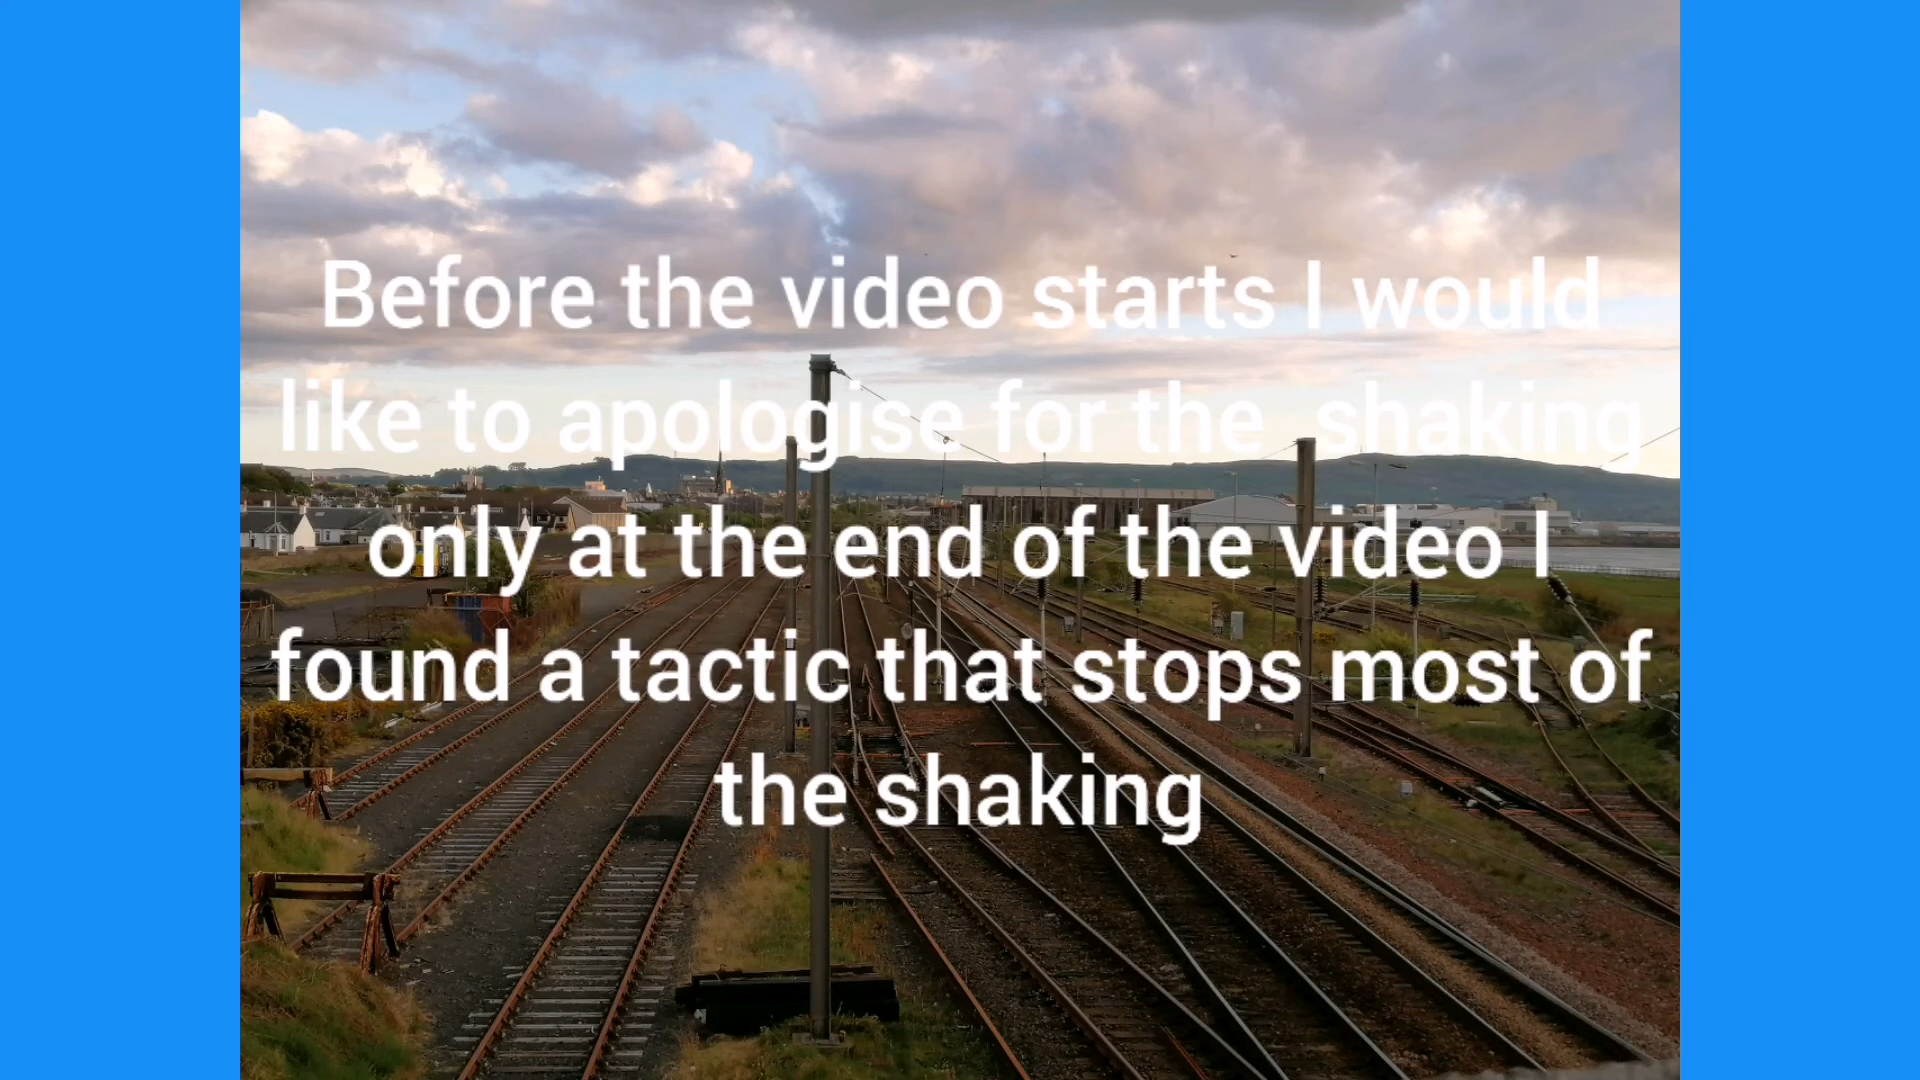 Before the video starts I would
like to apologise for the  shaking
only at the end of the video I
found a tactic that stops most of
the shaking